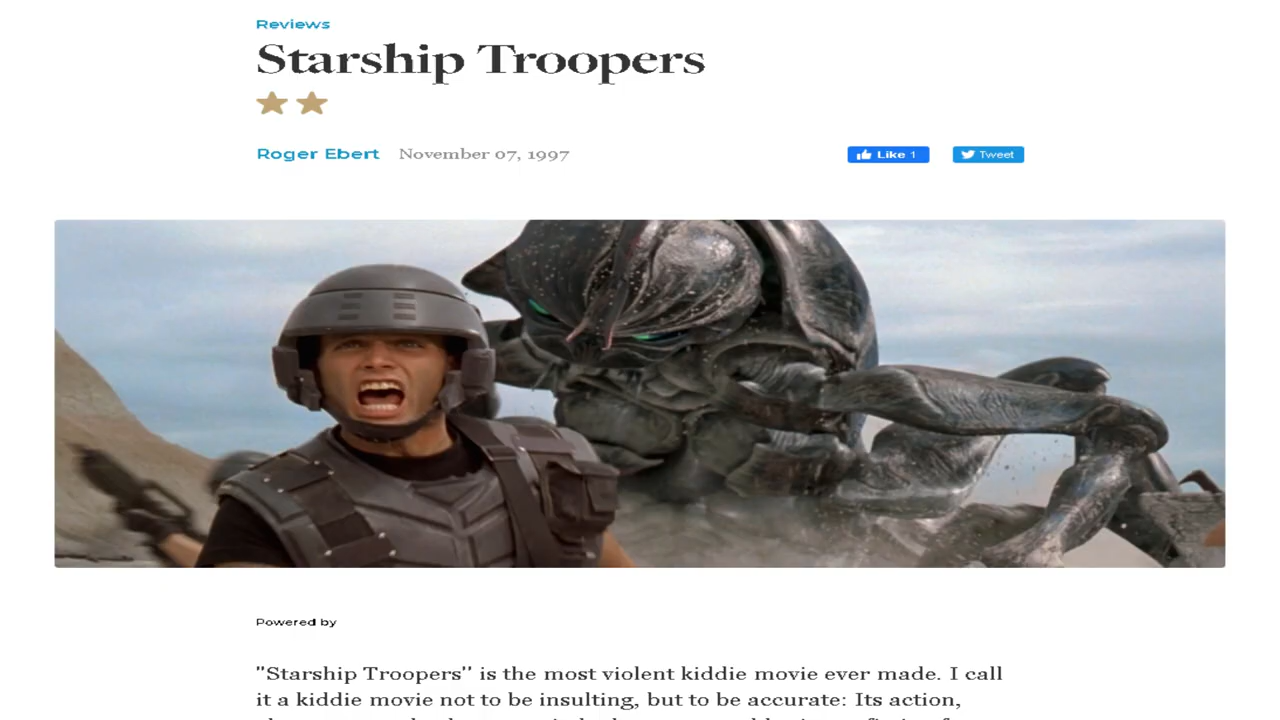 Reviews
Starship Troopers
Roger Ebert November 07, 1997
Like 1
Tweet
Powered by
"Starship Troopers" is the most violent kiddie movie ever made. I call
it a kiddie movie not to be insulting, but to be accurate: Its action,